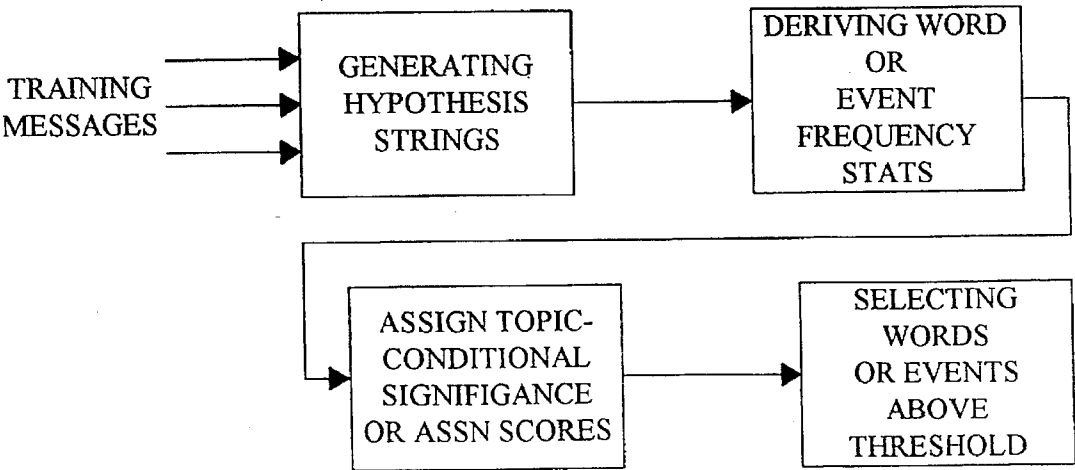 TRAINING
MESSAGES
GENERATING
HYPOTHESIS
STRINGS
DERIVING WORD
OR
EVENT
FREQUENCY
STATS
ASSIGN TOPIC-
CONDITIONAL
SIGNIFIGANCE
OR ASSN SCORES
SELECTING
WORDS
OR EVENTS
ABOVE
THRESHOLD